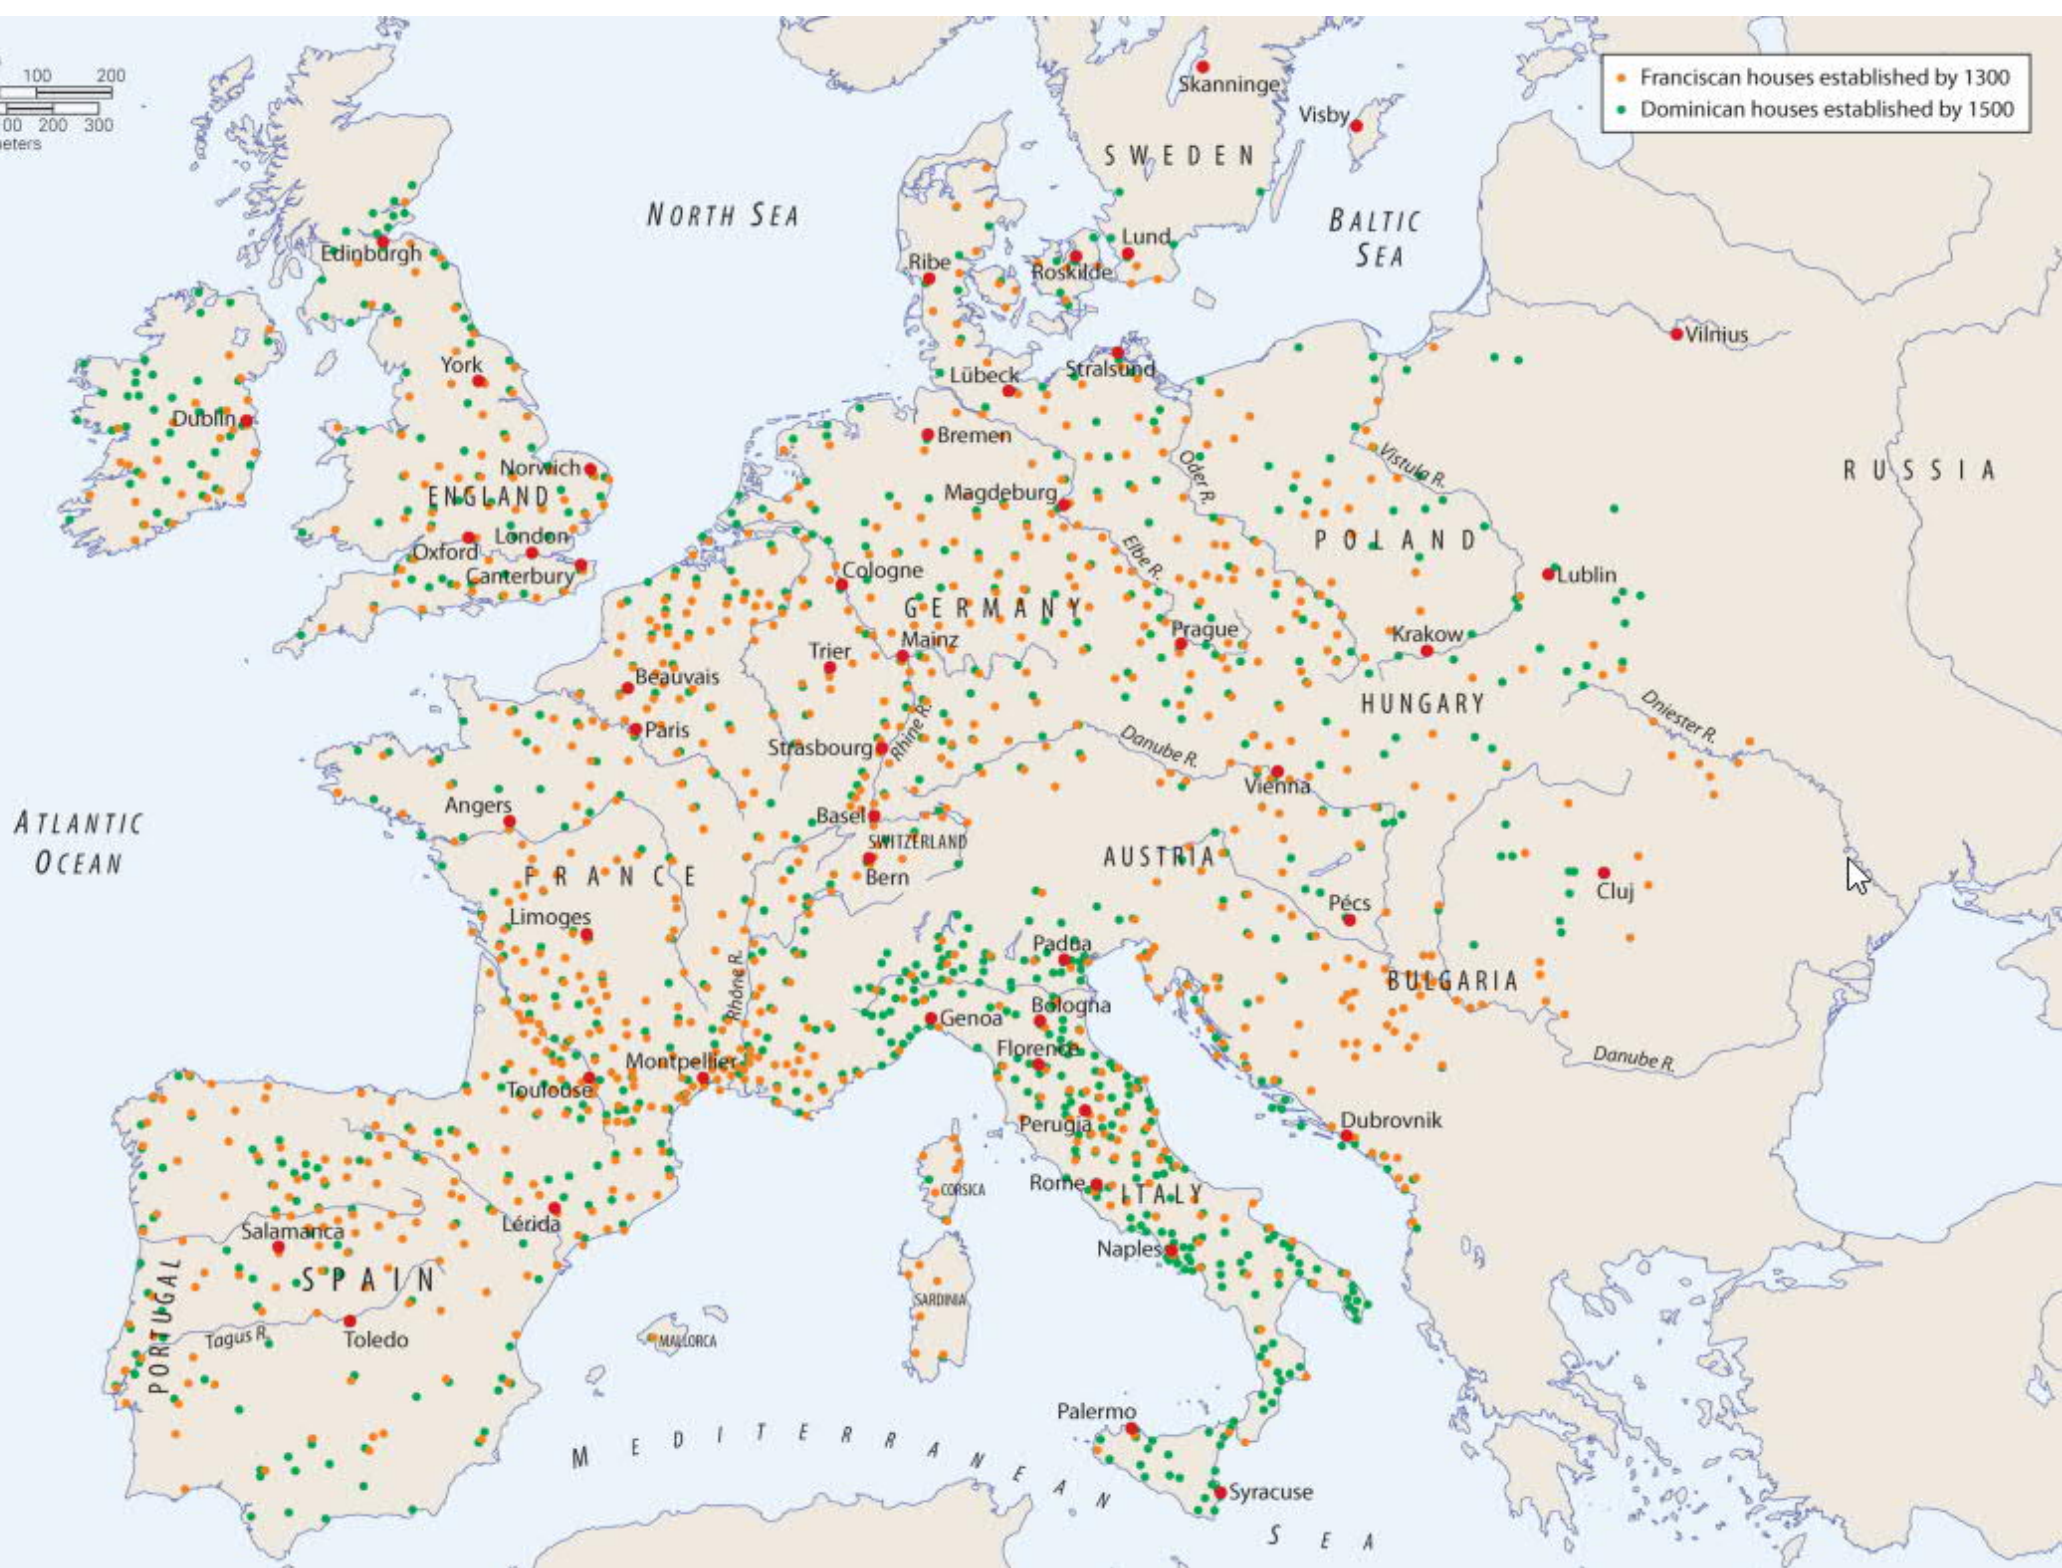 100 200
00 200 300
eters
Franciscan houses established by 1300
Dominican houses established by 1500
Skanninge
Visby
SWEDEN
NORTH SEA
BALTIC
SEA
Edinburgh
Ribe
Roskilde
Lund
Vilnius
York
Lübeck
Stralsund
Dublin
Bremen
Vistula R.
Oder R.
RUSSIA
Norwich
ENGLAND
Magdeburg
London
Oxford
Canterbury
Cologne
Elbe R.
POLAND
Lublin
GERMANY
Prague
Krakow
Trier
Mainz
Beauvais
HUNGARY
Paris
Strasbourg
Rhine R.
Danube R.
Dniester R.
Vienna
ATLANTIC
OCEAN
Angers
Basel
SWITZERLAND
Bern
AUSTRIA
FRANCE
Limoges
Pécs
Cluj
Padua
Rhône R.
BULGARIA
Genoa
Bologna
Florence
Danube R.
Montpellier
Toulouse
Perugia
Dubrovnik
CORSICA
Rome
ITALY
Lérida
Salamanca
Naples
SPAIN
PORTUGAL
SARDINIA
Tagus R.
Toledo
MALLORCA
Palermo
MEDITERRANEAN
SEA
Syracuse